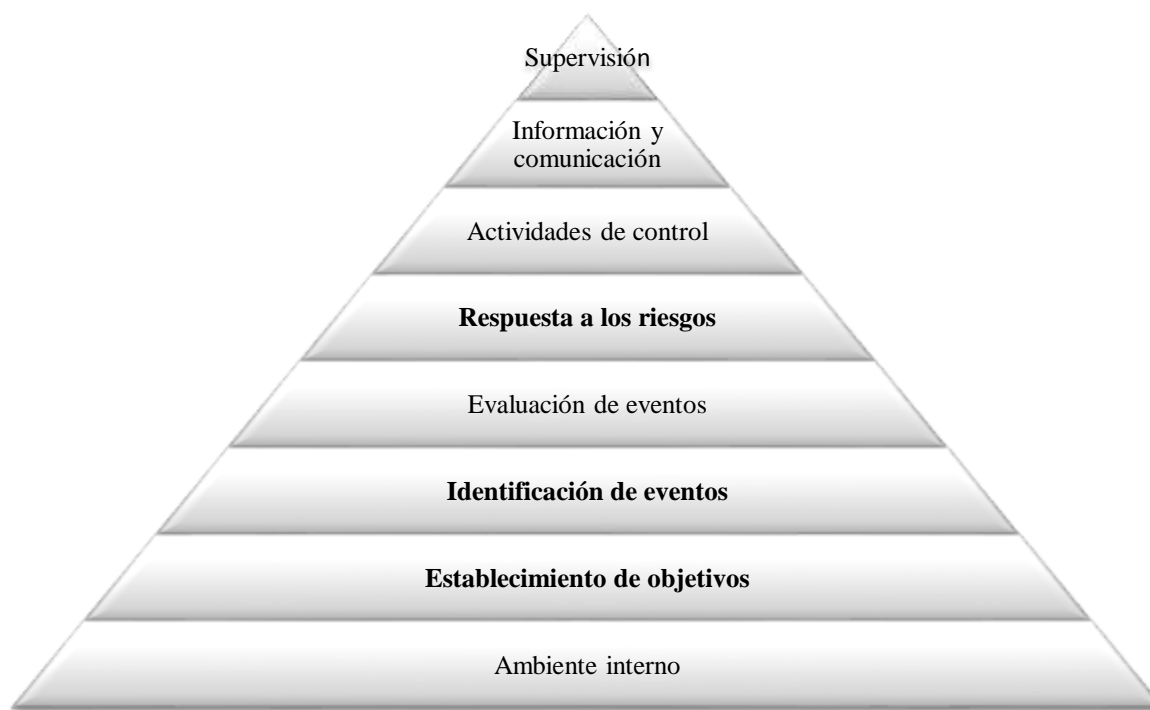 Supervisión
Información y
comunicación
Actividades de control
Respuesta a los riesgos
Evaluación de eventos
Identificación de eventos
Establecimiento de objetivos
Ambiente interno